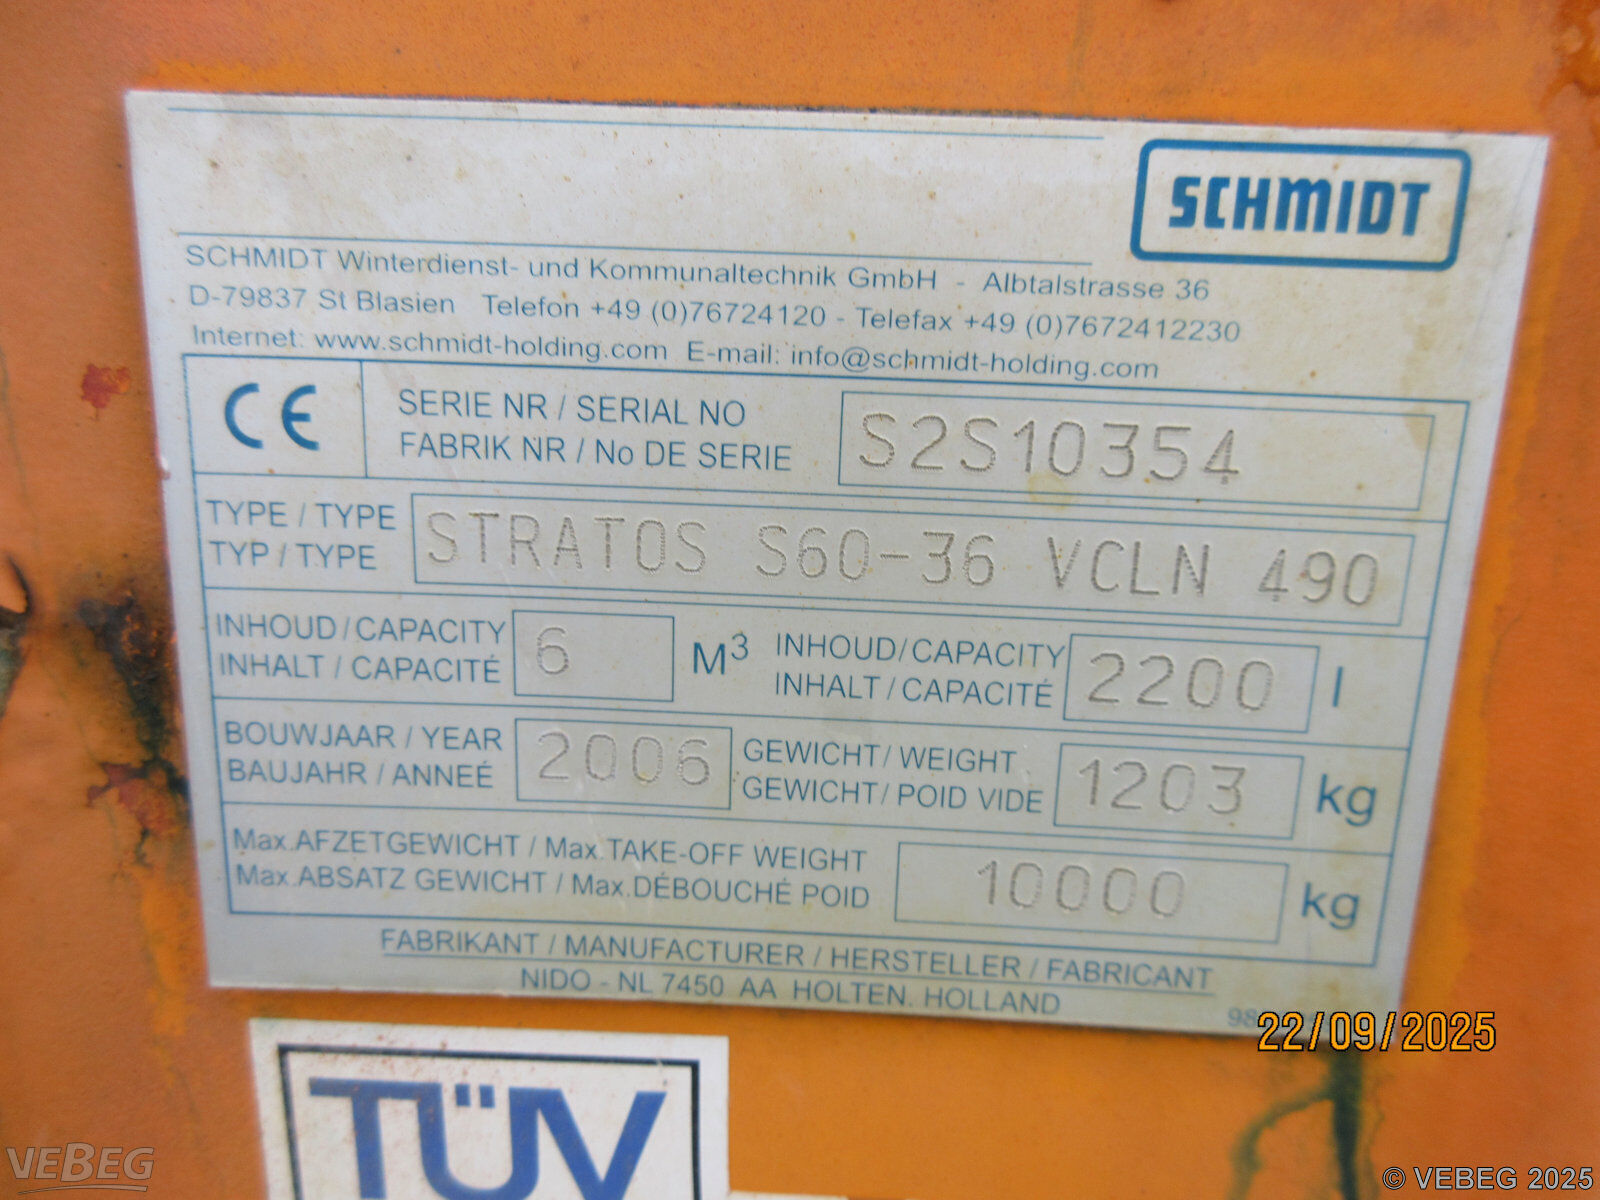 SCHMIDT
SCHMIDT Winterdienst- und Kommunaltechnik GmbH - Albtalstrasse 36
D-79837 St Blasien Telefon +49 (0)76724120 - Telefax +49 (0)7672412230
Internet: www.schmidt-holding.com E-mail: info@schmidt-holding.com
CE
SERIE NR / SERIAL NO
FABRIK NR / No DE SERIE
S2S10354
TYPE / TYPE
TYP / TYPE
STRATOS S60-36 VCLN 490
INHOUD / CAPACITY
INHALT / CAPACITÉ
6
M³
INHOUD / CAPACITY
INHALT / CAPACITÉ
2200
l
BOUWJAAR / YEAR
BAUJAHR / ANNEÉ
2006
GEWICHT / WEIGHT
GEWICHT / POID VIDE
1203
kg
Max.AFZETGEWICHT / Max.TAKE-OFF WEIGHT
Max.ABSATZ GEWICHT / Max.DÉBOUCHÉ POID
10000
kg
FABRIKANT / MANUFACTURER / HERSTELLER / FABRICANT
NIDO - NL 7450 AA HOLTEN. HOLLAND
22/09/2025
TÜV
VEBEG
© VEBEG 2025